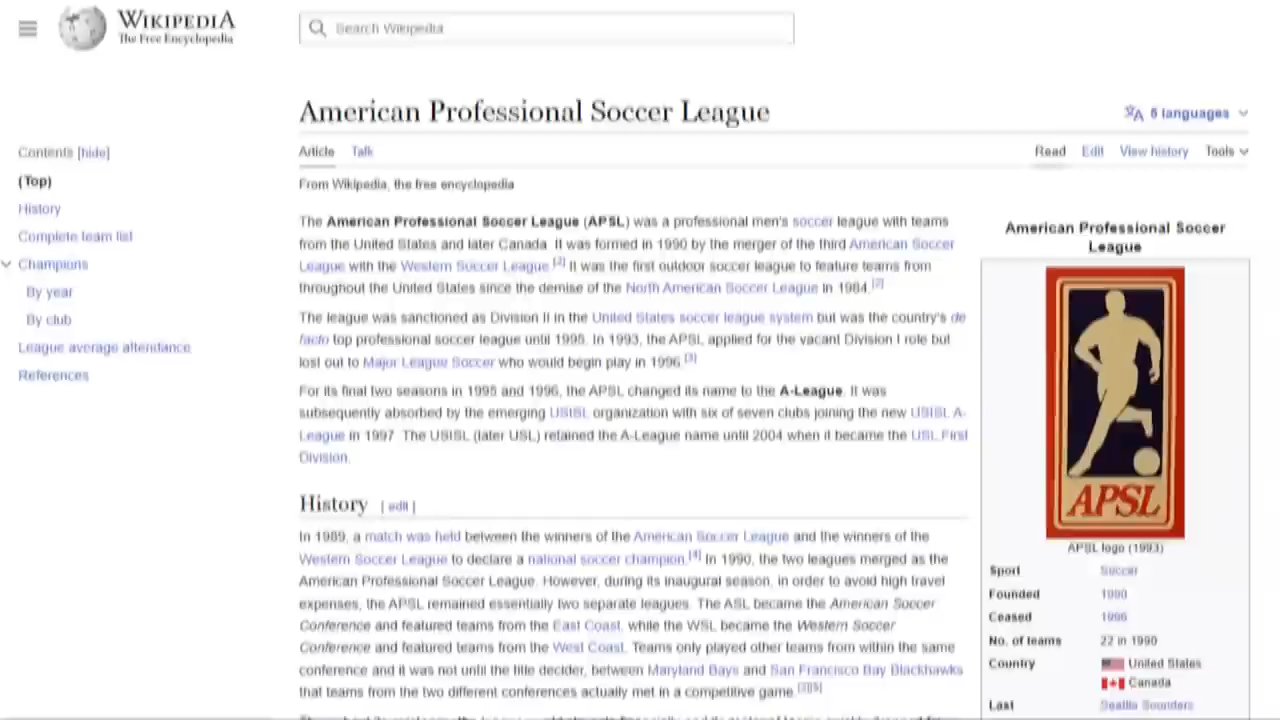 WIKIPEDIA
The Free Encyclopedia
Search Wikipedia
American Professional Soccer League
6 languages
Contents [hide]
(Top)
History
Complete team list
Champions
By year
By club
League average attendance
References
Article Talk
Read Edit View history Tools
From Wikipedia, the free encyclopedia
The American Professional Soccer League (APSL) was a professional men's soccer league with teams
from the United States and later Canada. It was formed in 1990 by the merger of the third American Soccer
League with the Western Soccer League.[2] It was the first outdoor soccer league to feature teams from
throughout the United States since the demise of the North American Soccer League in 1984.[2]
The league was sanctioned as Division II in the United States soccer league system but was the country's de
facto top professional soccer league until 1995. In 1993, the APSL applied for the vacant Division I role but
lost out to Major League Soccer who would begin play in 1996.[3]
For its final two seasons in 1995 and 1996, the APSL changed its name to the A-League. It was
subsequently absorbed by the emerging USISL organization with six of seven clubs joining the new USISL A-
League in 1997. The USISL (later USL) retained the A-League name until 2004 when it became the USL First
Division.
History [ edit ]
In 1989, a match was held between the winners of the American Soccer League and the winners of the
Western Soccer League to declare a national soccer champion.[4] In 1990, the two leagues merged as the
American Professional Soccer League. However, during its inaugural season, in order to avoid high travel
expenses, the APSL remained essentially two separate leagues. The ASL became the American Soccer
Conference and featured teams from the East Coast, while the WSL became the Western Soccer
Conference and featured teams from the West Coast. Teams only played other teams from within the same
conference and it was not until the title decider, between Maryland Bays and San Francisco Bay Blackhawks
that teams from the two different conferences actually met in a competitive game.[3][5]
American Professional Soccer
League
APSL
APSL logo (1993)
Sport Soccer
Founded 1990
Ceased 1996
No. of teams 22 in 1990
Country United States
Canada
Last Seattle Sounders